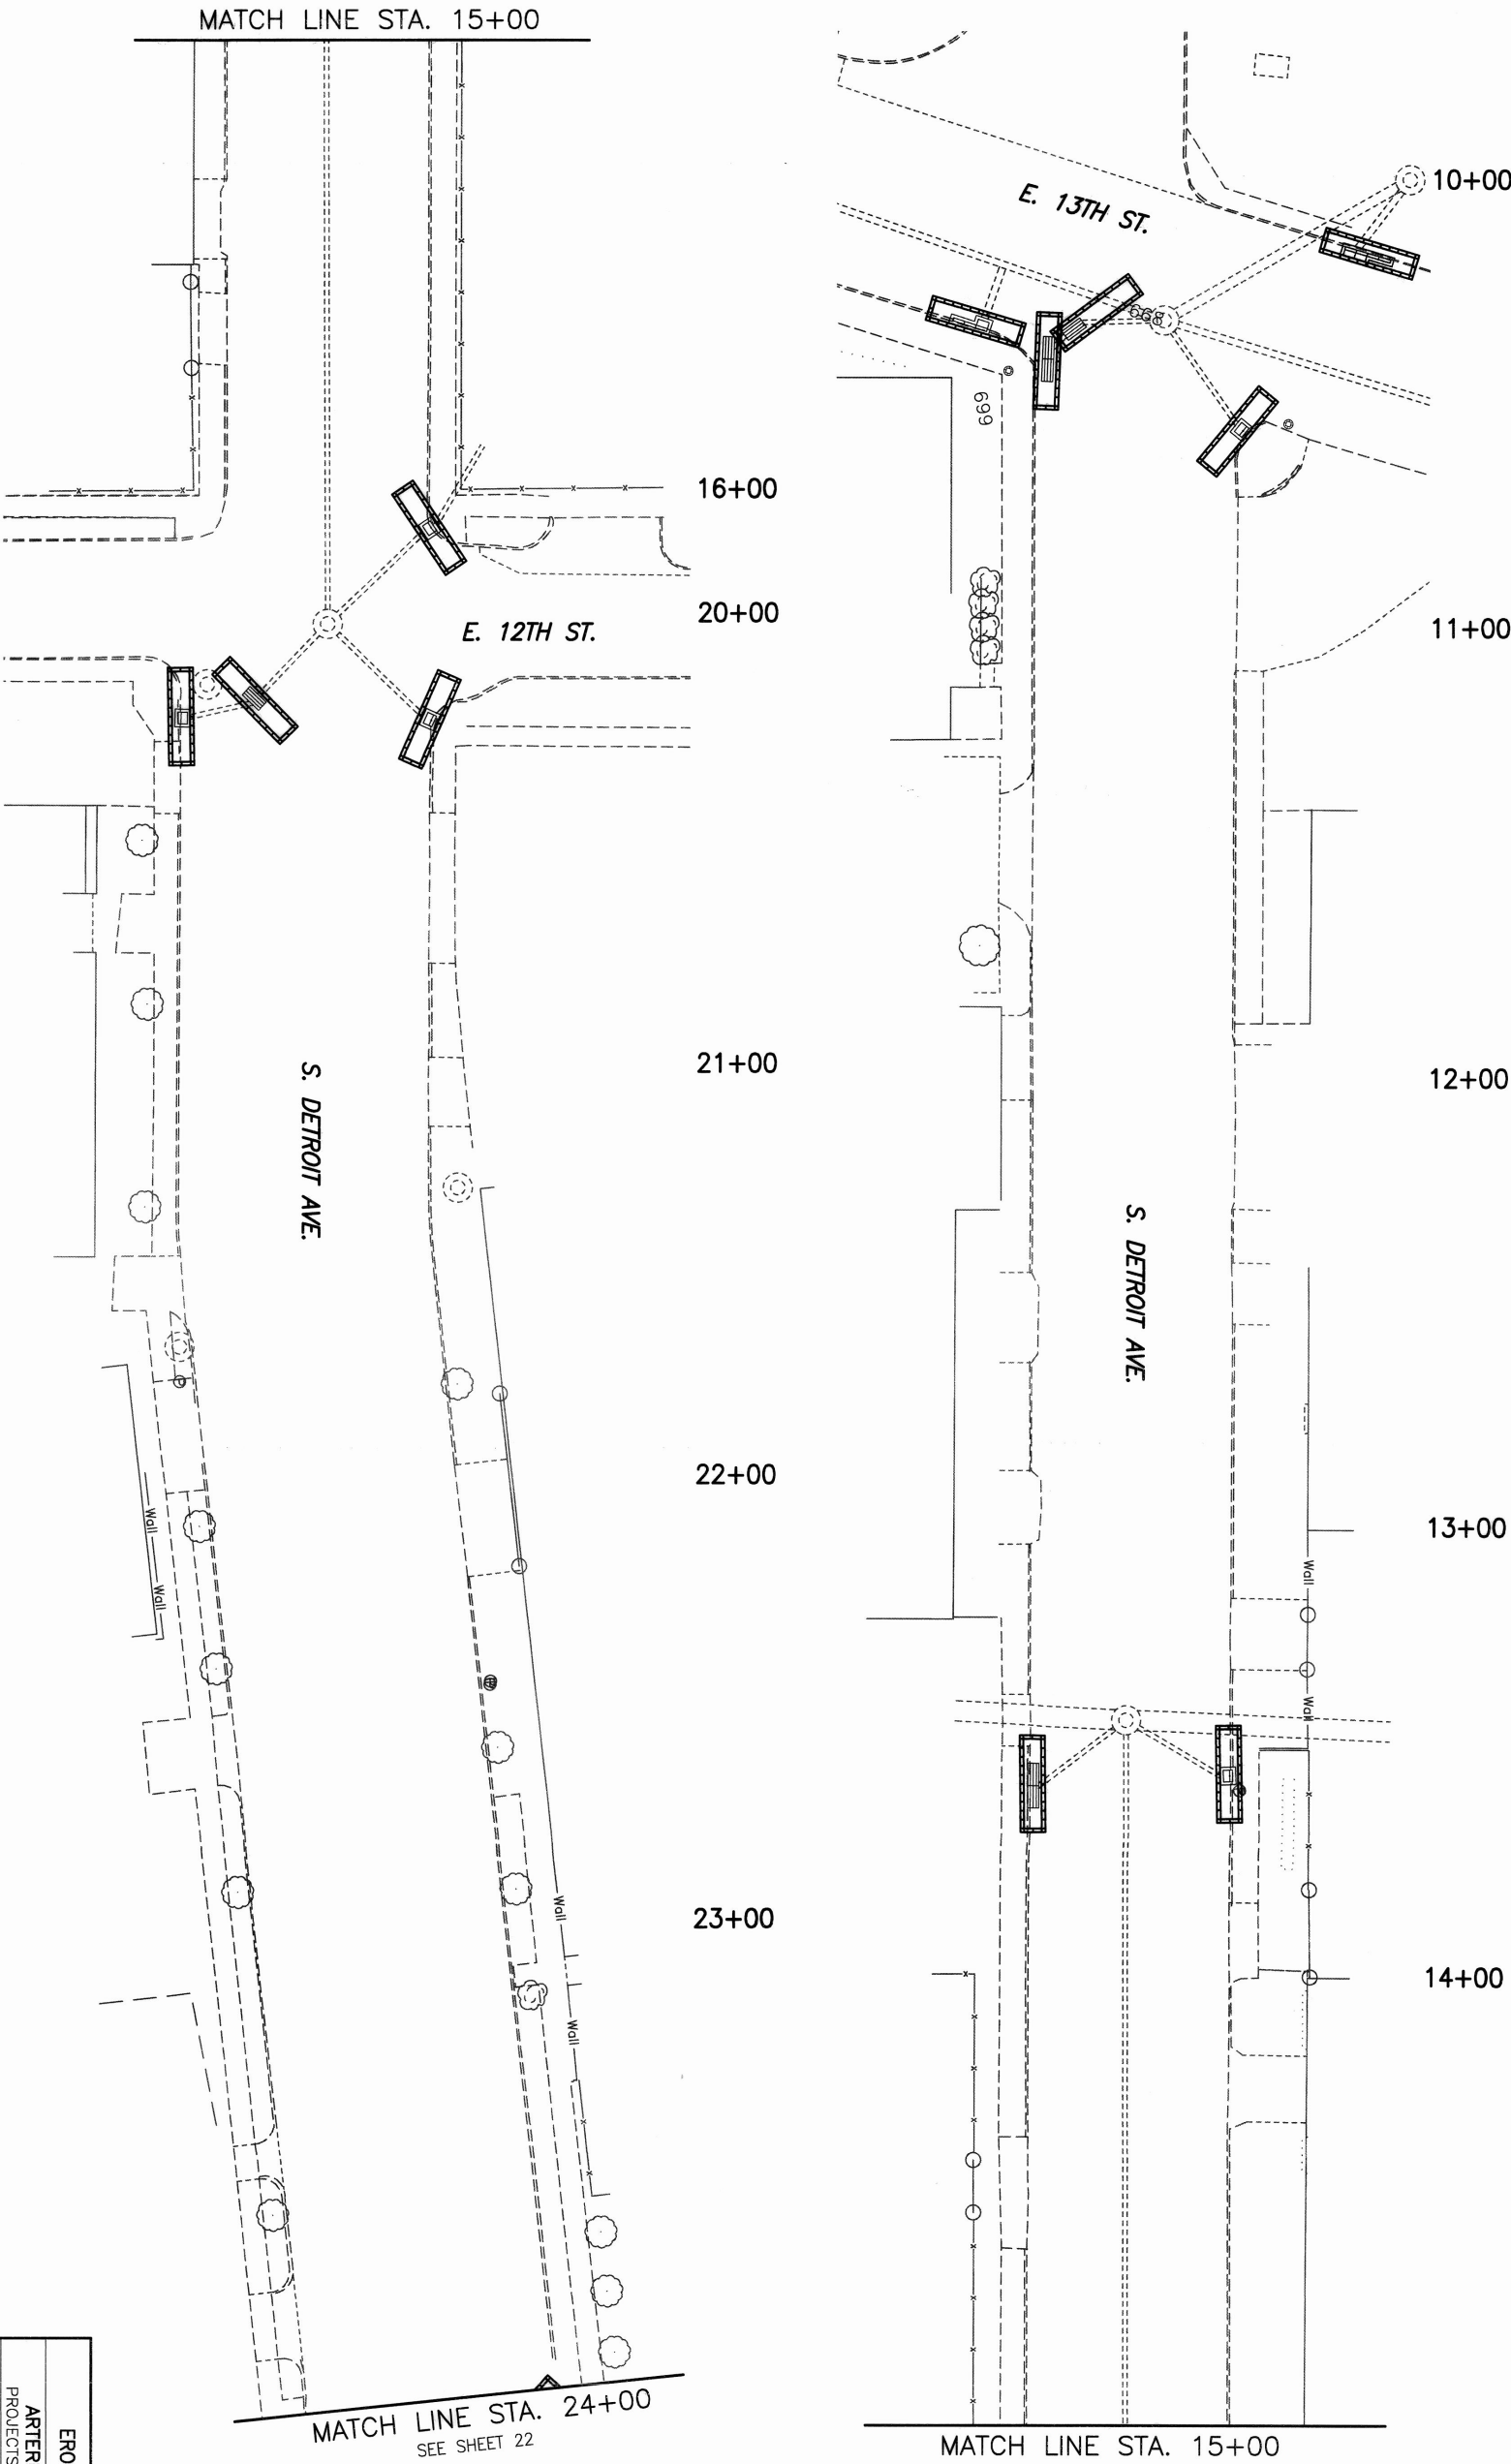 MATCH LINE STA. 15+00
16+00
20+00
E. 12TH ST.
21+00
S. DETROIT AVE.
22+00
Wall
Wall
23+00
Wall
Wall
MATCH LINE STA. 24+00
SEE SHEET 22
ERO
ARTER
PROJECTS
10+00
E. 13TH ST.
668
669
11+00
12+00
S. DETROIT AVE.
13+00
Wall
Wall
14+00
MATCH LINE STA. 15+00